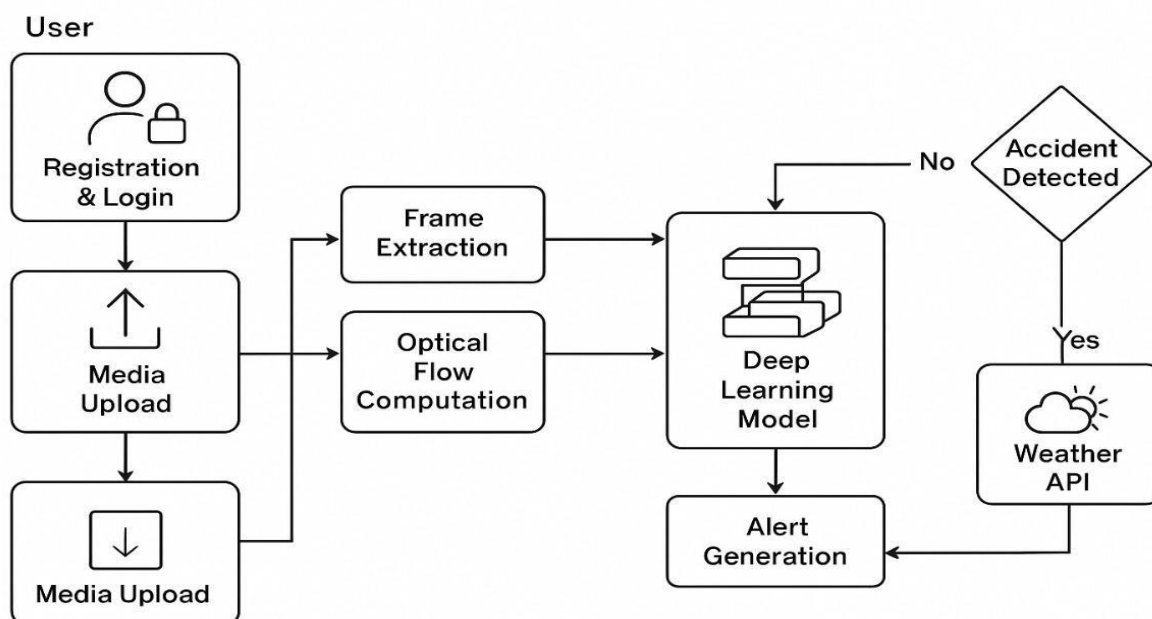 User
Registration
& Login
Media
Upload
Media Upload
Frame
Extraction
Optical
Flow
Computation
Deep
Learning
Model
Alert
Generation
No
Accident
Detected
Yes
Weather
API